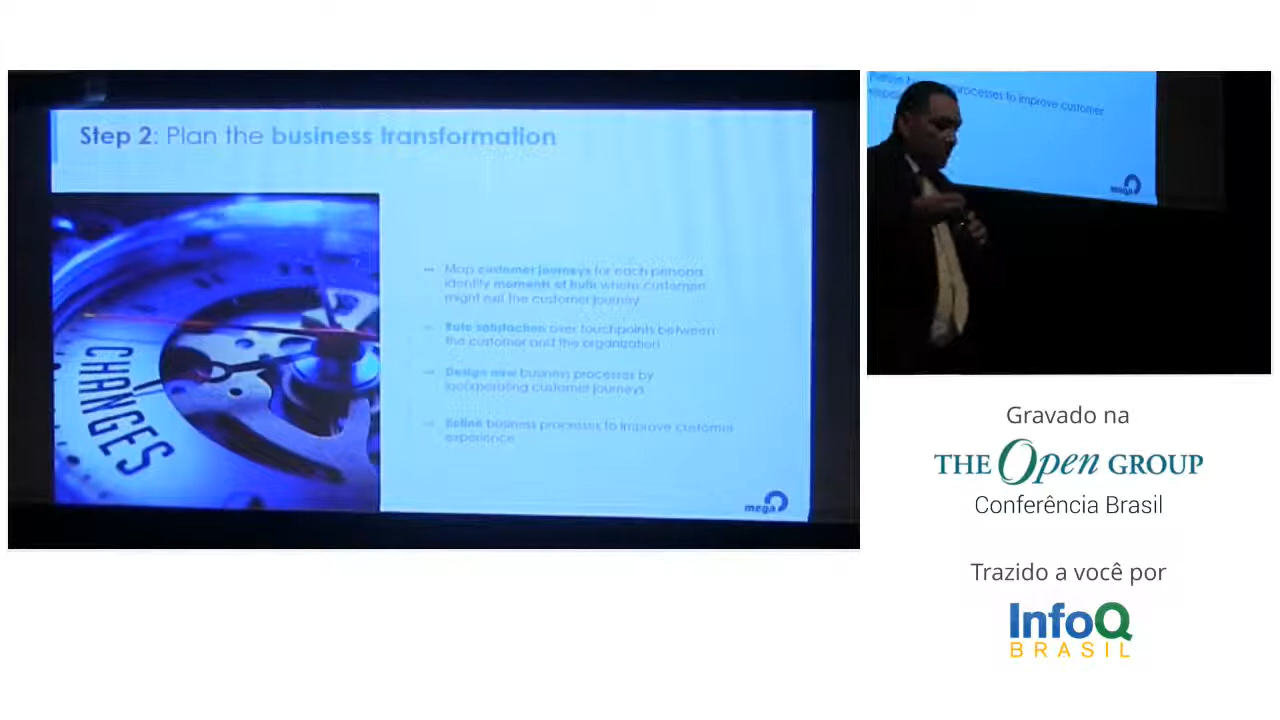 Step 2: Plan the business transformation
CHANGES
Map customer journeys for each persona
identify moments of truth where customers
might exit the customer journey
Rate satisfaction over touchpoints between
the customer and the organization
Design new business processes by
incorporating customer journeys
Refine business processes to improve customer
experience
mega
processes to improve customer
mega
Gravado na
THE Open GROUP
Conferência Brasil
Trazido a você por
InfoQ
BRASIL